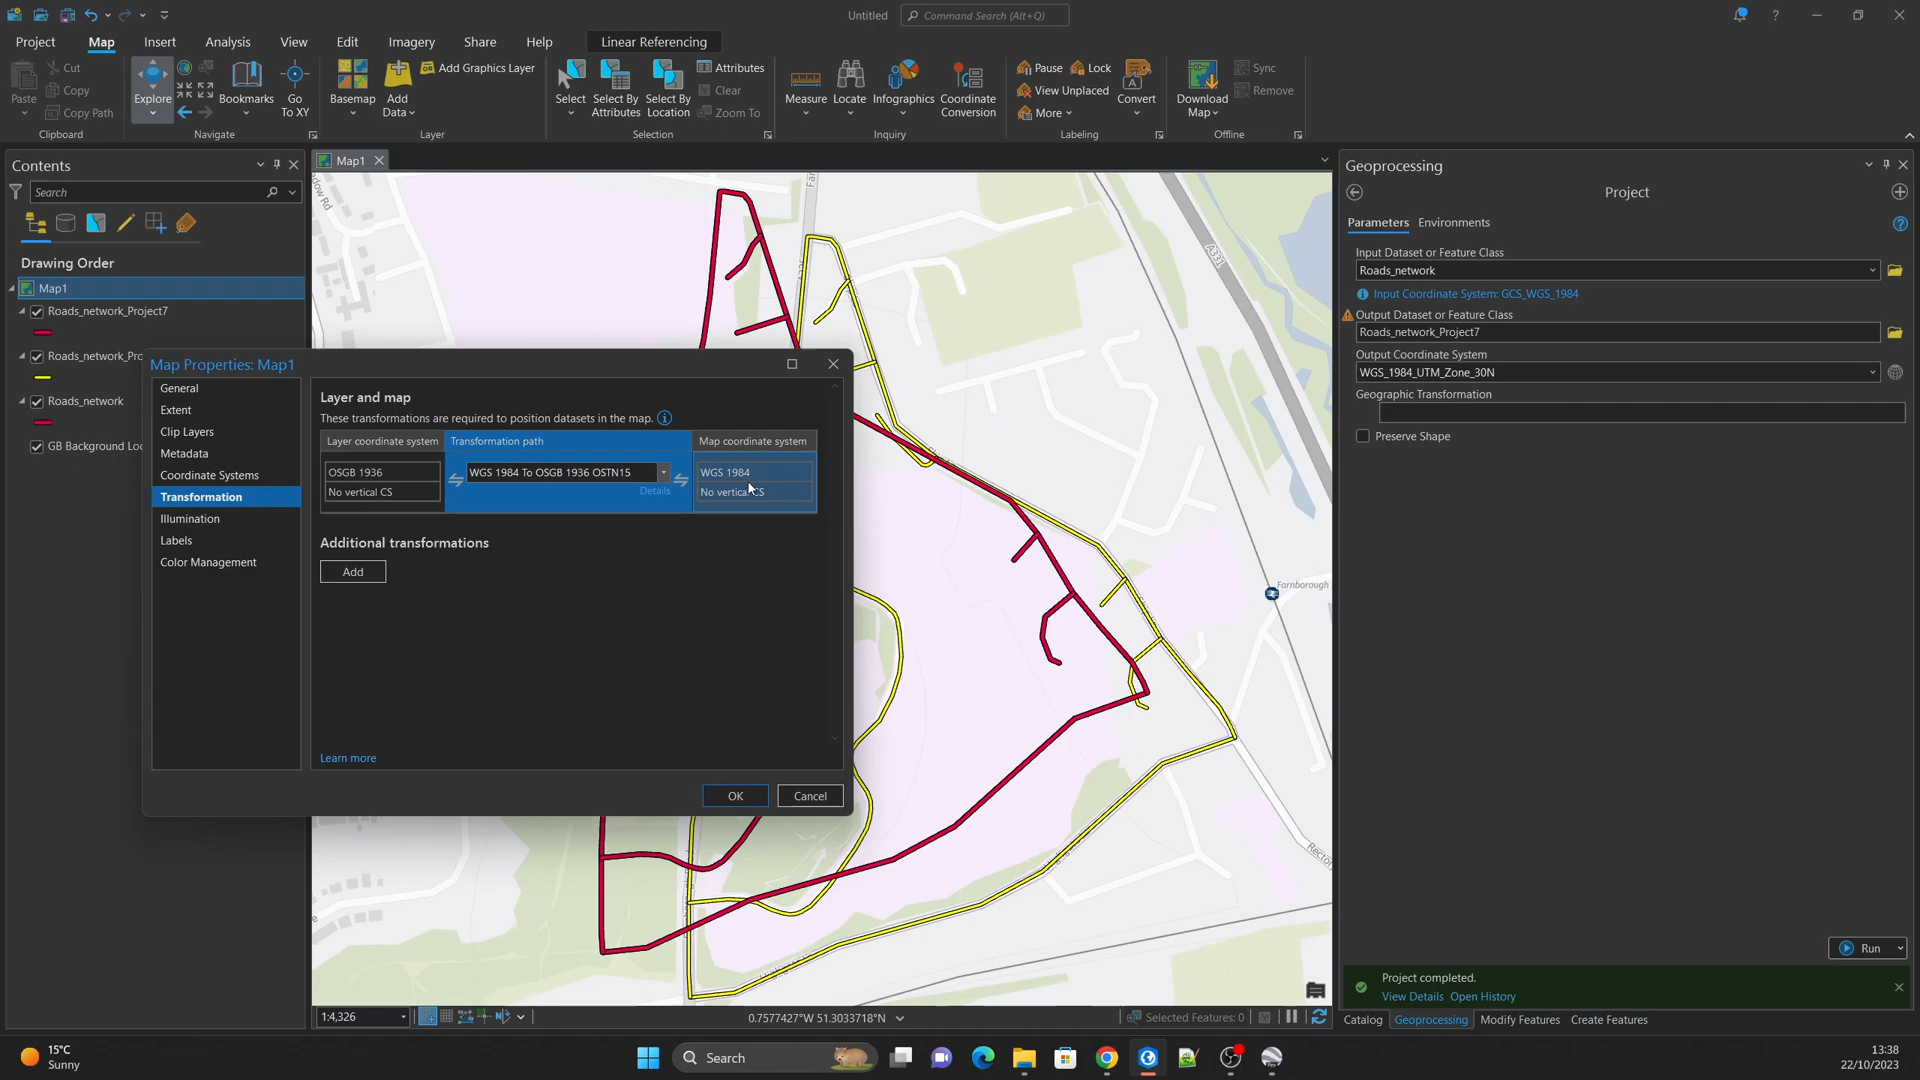 Untitled
Command Search (Alt+Q)
Project
Map
Insert
Analysis
View
Edit
Imagery
Share
Help
Linear Referencing
Paste
Cut
Copy
Copy Path
Clipboard
Explore
Bookmarks
Go
To XY
Navigate
Basemap
Add
Data
Add Graphics Layer
Layer
Select
Select By
Attributes
Select By
Location
Attributes
Clear
Zoom To
Selection
Measure
Locate
Infographics
Coordinate
Conversion
Inquiry
Pause
Lock
View Unplaced
More
Convert
Labeling
Download
Map
Sync
Remove
Offline
Contents
Search
Drawing Order
Map1
Roads_network_Project7
Roads_network_Pro
Roads_network
GB Background Loc
Map1
A331
Farnborough
Map Properties: Map1
General
Extent
Clip Layers
Metadata
Coordinate Systems
Transformation
Illumination
Labels
Color Management
Layer and map
These transformations are required to position datasets in the map.
Layer coordinate system
Transformation path
Map coordinate system
OSGB 1936
WGS 1984 To OSGB 1936 OSTN15
WGS 1984
No vertical CS
Details
No vertical CS
Additional transformations
Add
Learn more
OK
Cancel
1:4,326
0.7577427°W 51.3033718°N
Selected Features: 0
Geoprocessing
Project
Parameters
Environments
Input Dataset or Feature Class
Roads_network
Input Coordinate System: GCS_WGS_1984
Output Dataset or Feature Class
Roads_network_Project7
Output Coordinate System
WGS_1984_UTM_Zone_30N
Geographic Transformation
Preserve Shape
Run
Project completed.
View Details Open History
Catalog
Geoprocessing
Modify Features
Create Features
15°C
Sunny
Search
13:38
22/10/2023